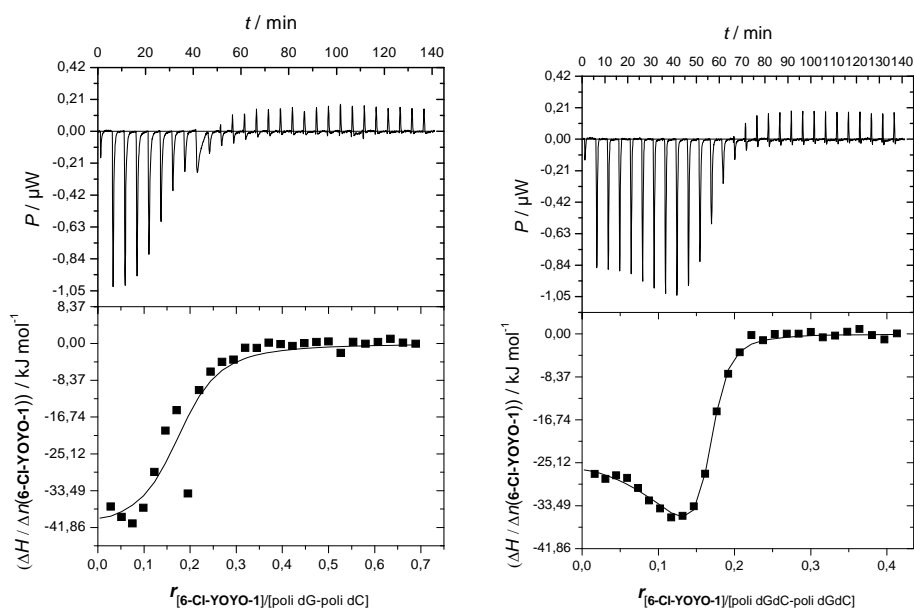 t / min
0 20 40 60 80 100 120 140
0,42
0,21
0,00
-0,21
-0,42
-0,63
-0,84
-1,05
P / µW
8,37
0,00
-8,37
-16,74
-25,12
-33,49
-41,86
(ΔH / Δn(6-Cl-YOYO-1)) / kJ mol⁻¹
0,0 0,1 0,2 0,3 0,4 0,5 0,6 0,7
r[6-Cl-YOYO-1]/[poli dG-poli dC]
t / min
0 10 20 30 40 50 60 70 80 90 100 110 120 130 140
0,42
0,21
0,00
-0,21
-0,42
-0,63
-0,84
-1,05
P / µW
0,00
-8,37
-16,74
-25,12
-33,49
-41,86
(ΔH / Δn(6-Cl-YOYO-1)) / kJ mol⁻¹
0,0 0,1 0,2 0,3 0,4
r[6-Cl-YOYO-1]/[poli dGdC-poli dGdC]